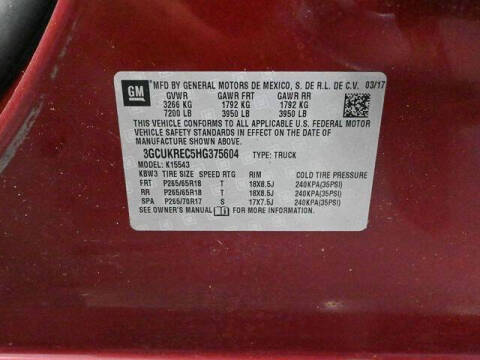 GM MFD BY GENERAL MOTORS DE MEXICO, S. DE R.L. DE C.V. 03/17
GVWR GAWR FRT GAWR RR
3266 KG 1792 KG 1792 KG
7200 LB 3950 LB 3950 LB
THIS VEHICLE CONFORMS TO ALL APPLICABLE U.S. FEDERAL MOTOR
VEHICLE SAFETY AND THEFT PREVENTION STANDARDS IN EFFECT ON THE DATE OF
MANUFACTURE SHOWN ABOVE.
3GCUKREC5HG375604 TYPE: TRUCK
MODEL: K15543
KBW3 TIRE SIZE SPEED RTG RIM COLD TIRE PRESSURE
FRT P265/65R18 T 18X8.5J 240KPA(35PSI)
RR P265/65R18 T 18X8.5J 240KPA(35PSI)
SPA P265/70R17 S 17X7.5J 240KPA(35PSI)
SEE OWNER'S MANUAL FOR MORE INFORMATION.